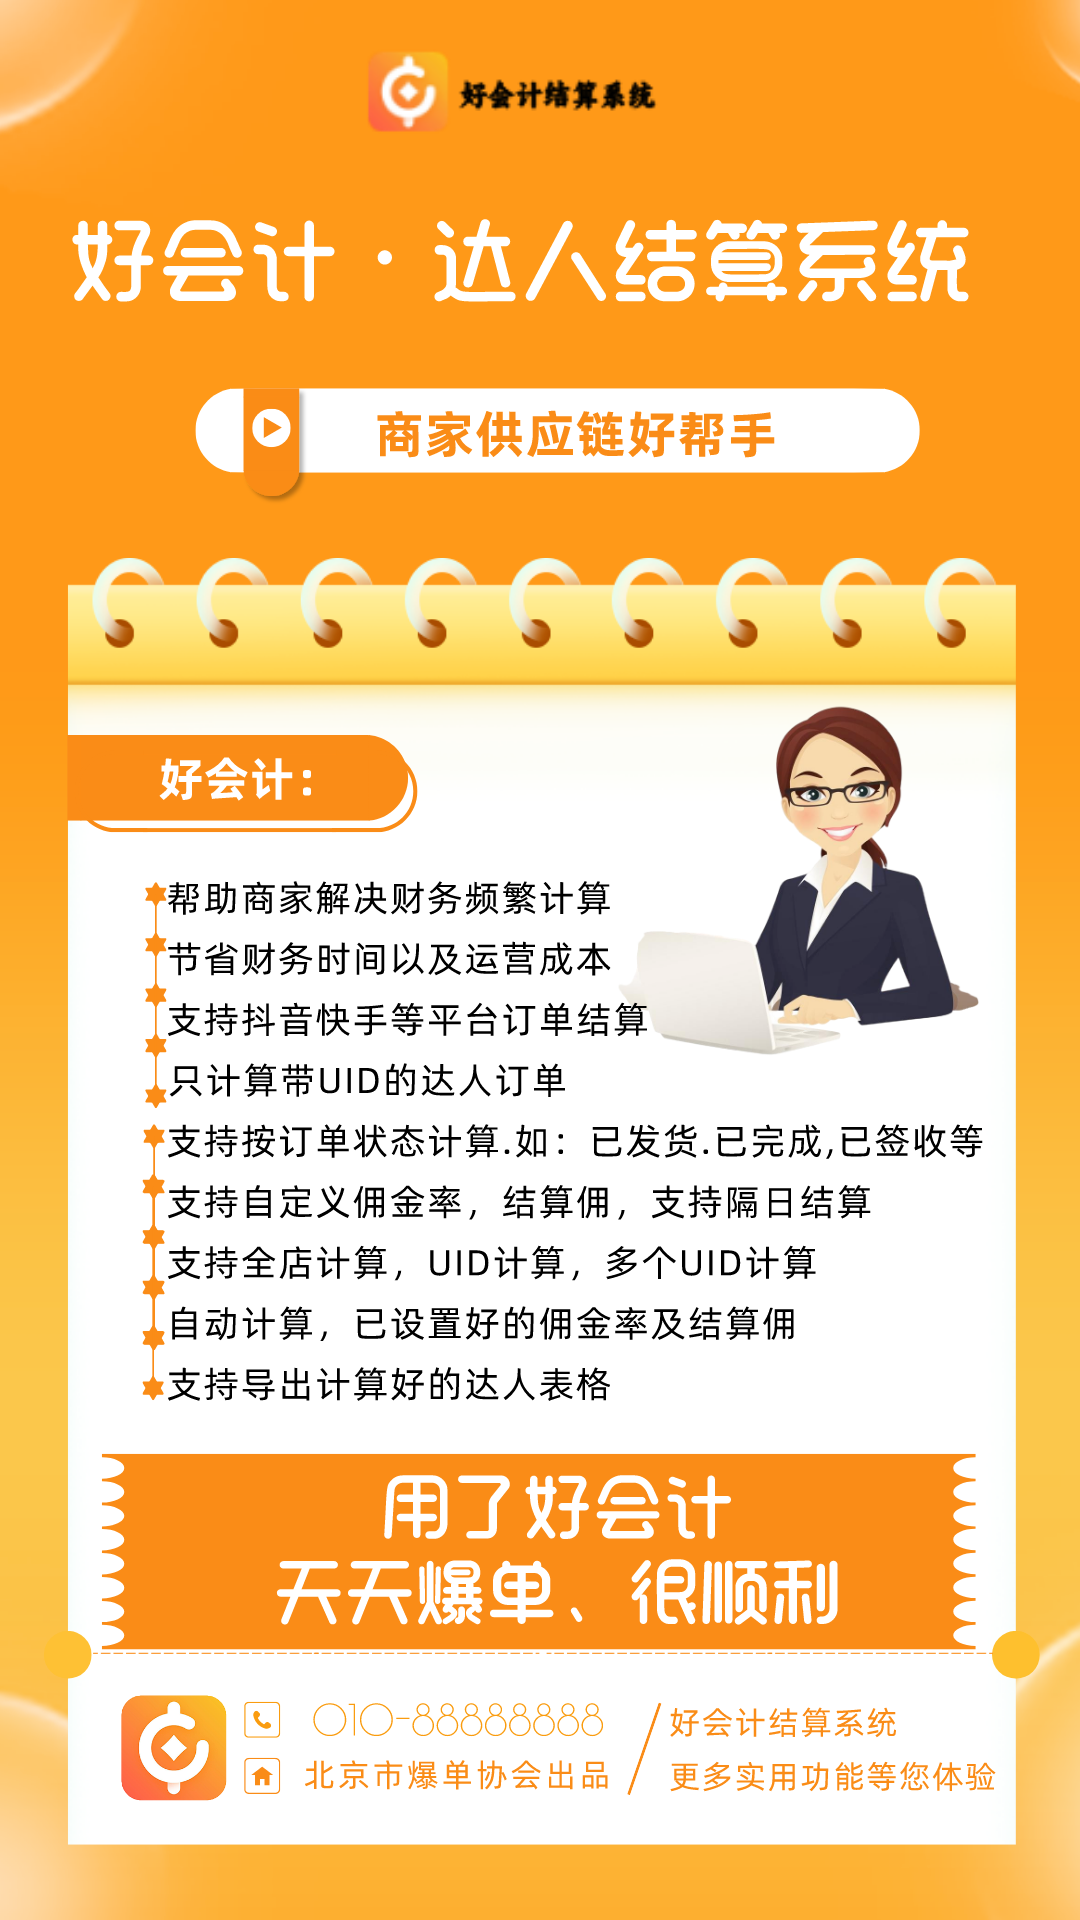 好会计结算系统
好会计·达人结算系统
商家供应链好帮手
好会计：
帮助商家解决财务频繁计算
节省财务时间以及运营成本
支持抖音快手等平台订单结算
只计算带UID的达人订单
支持按订单状态计算.如：已发货.已完成,已签收等
支持自定义佣金率，结算佣，支持隔日结算
支持全店计算，UID计算，多个UID计算
自动计算，已设置好的佣金率及结算佣
支持导出计算好的达人表格
用了好会计
天天爆单、很顺利
010-88888888
北京市爆单协会出品
好会计结算系统
更多实用功能等您体验